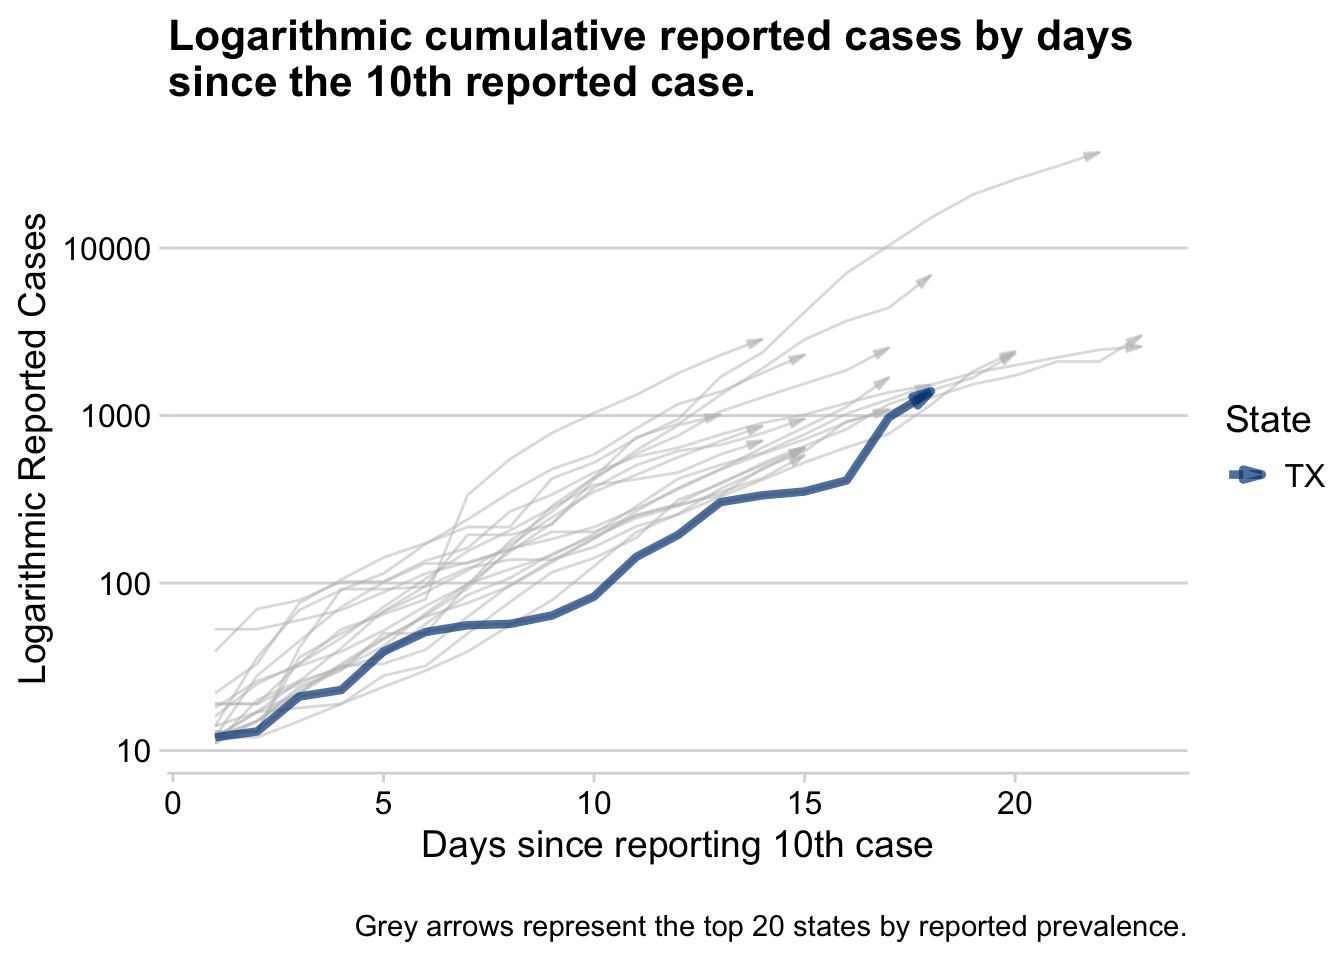 Logarithmic cumulative reported cases by days
since the 10th reported case.
Logarithmic Reported Cases
10000
1000
100
10
0 5 10 15 20
Days since reporting 10th case
State
TX
Grey arrows represent the top 20 states by reported prevalence.